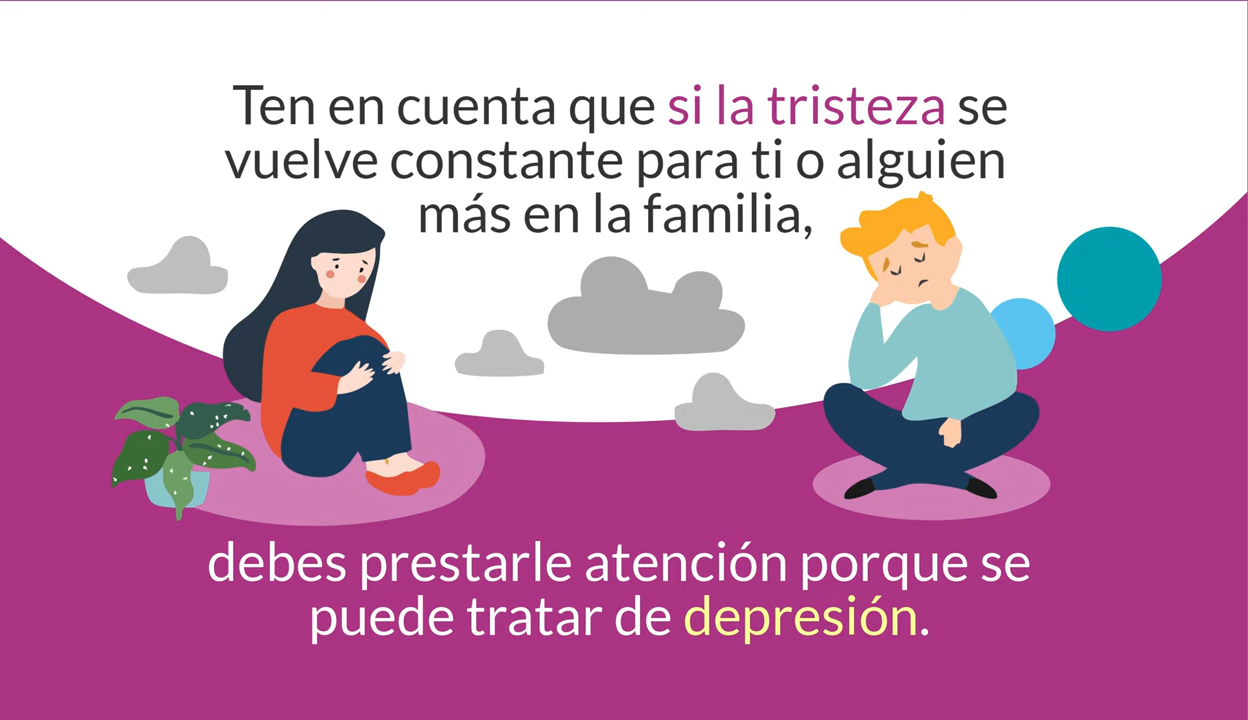 Ten en cuenta que si la tristeza se
vuelve constante para ti o alguien
más en la familia,
debes prestarle atención porque se
puede tratar de depresión.